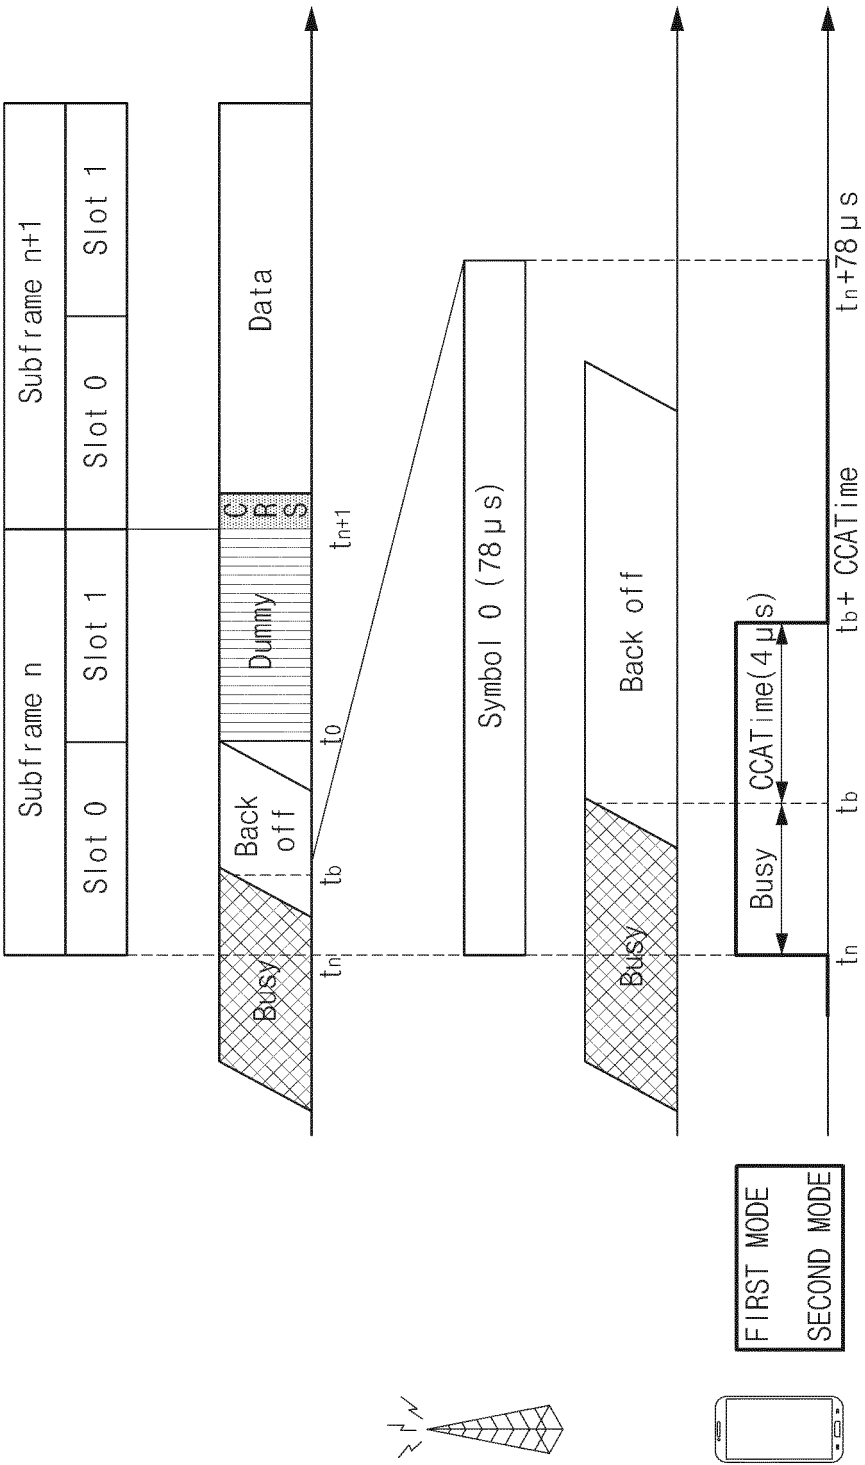 Subframe n
Subframe n+1
Slot 0
Slot 1
Slot 0
Slot 1
Busy
Back
off
Dummy
CRS
Data
tn
tb
t0
tn+1
Symbol 0 (78μs)
Busy
Back off
FIRST MODE
SECOND MODE
Busy
CCATime(4μs)
tn
tb
tb+ CCATime
tn+78μs